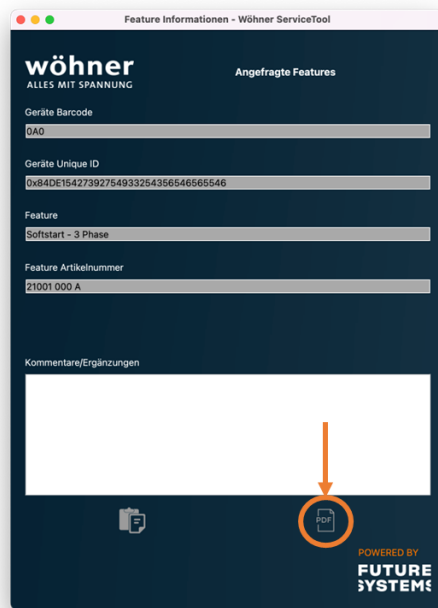 Feature Informationen - Wöhner ServiceTool
wöhner
ALLES MIT SPANNUNG
Angefragte Features
Geräte Barcode
0A0
Geräte Unique ID
0x84DE15427392754933254356546565546
Feature
Softstart - 3 Phase
Feature Artikelnummer
21001 000 A
Kommentare/Ergänzungen
PDF
POWERED BY
FUTURE
SYSTEMS